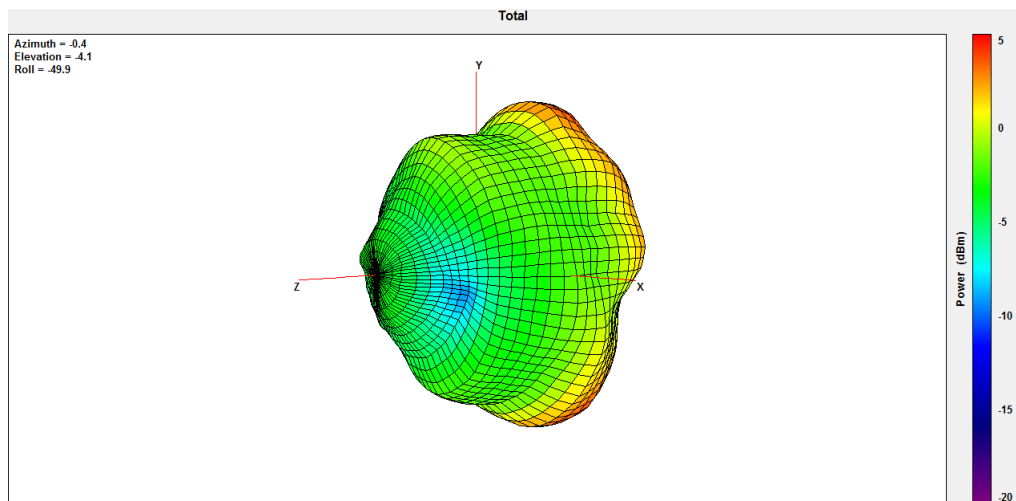 Total
Azimuth = -0.4
Elevation = -4.1
Roll = -49.9
Y
Z
X
5
0
-5
-10
-15
-20
Power (dBm)